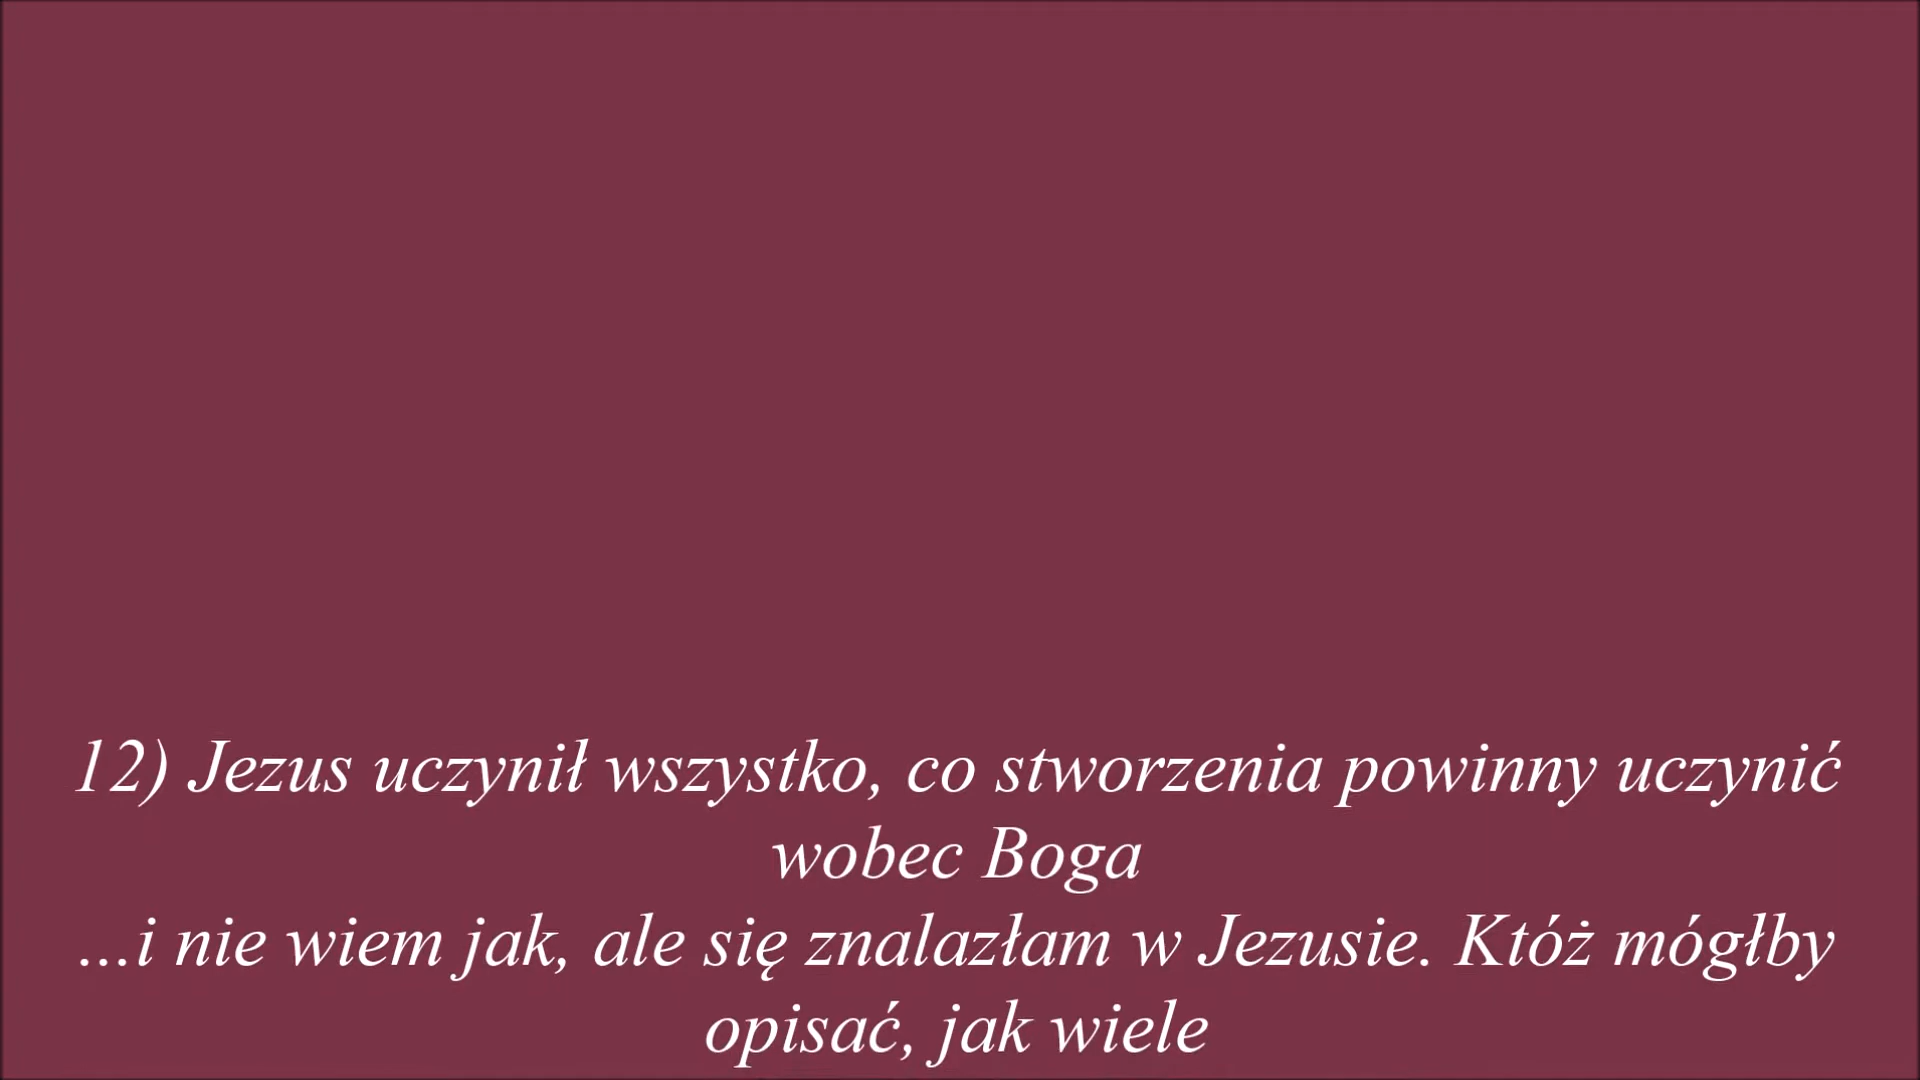 12) Jezus uczynił wszystko, co stworzenia powinny uczynić
wobec Boga
...i nie wiem jak, ale się znalazłam w Jezusie. Któż mógłby
opisać, jak wiele